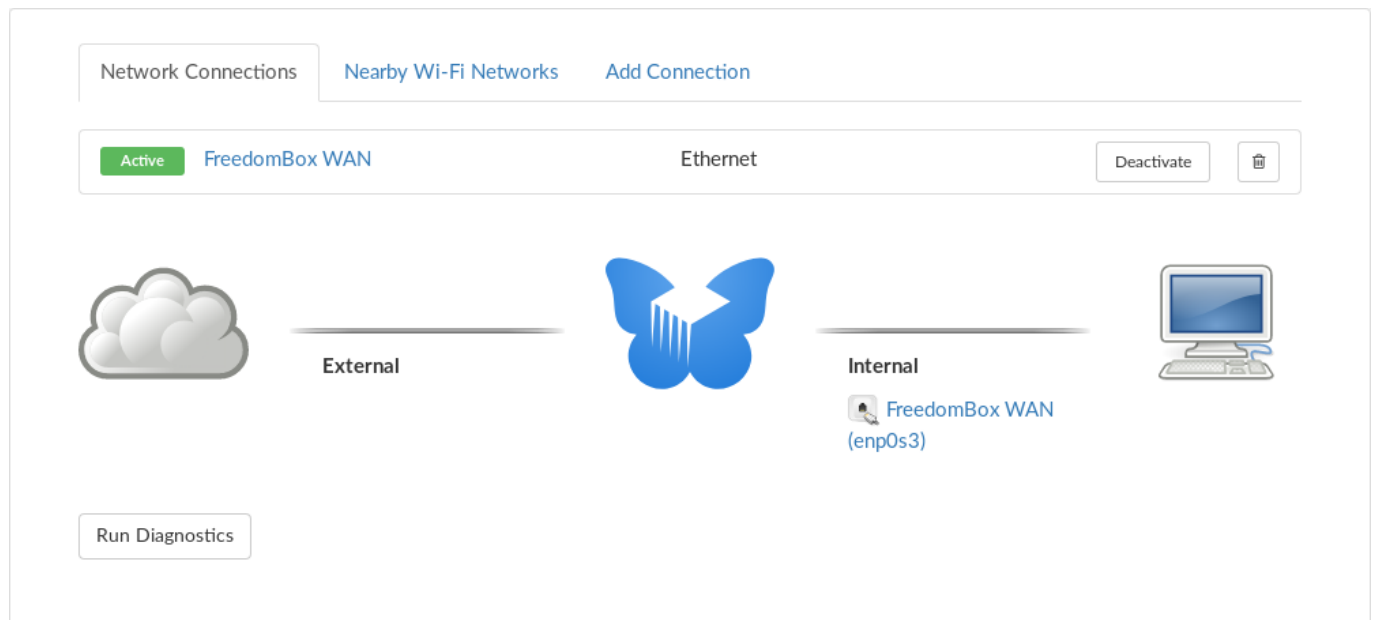 Network Connections Nearby Wi-Fi Networks Add Connection
Active FreedomBox WAN Ethernet Deactivate
External
Internal
FreedomBox WAN
(enp0s3)
Run Diagnostics